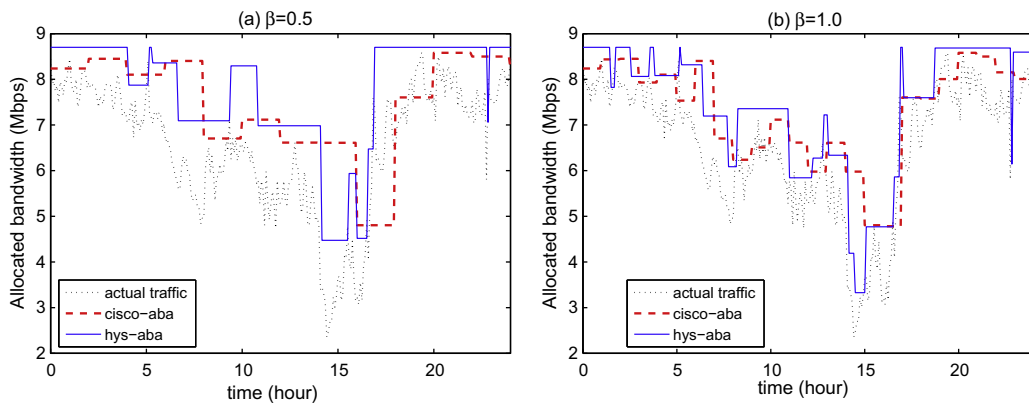 (a) β=0.5
Allocated bandwidth (Mbps)
9
8
7
6
5
4
3
2
0
5
10
15
20
time (hour)
actual traffic
cisco−aba
hys−aba
(b) β=1.0
Allocated bandwidth (Mbps)
9
8
7
6
5
4
3
2
0
5
10
15
20
time (hour)
actual traffic
cisco−aba
hys−aba